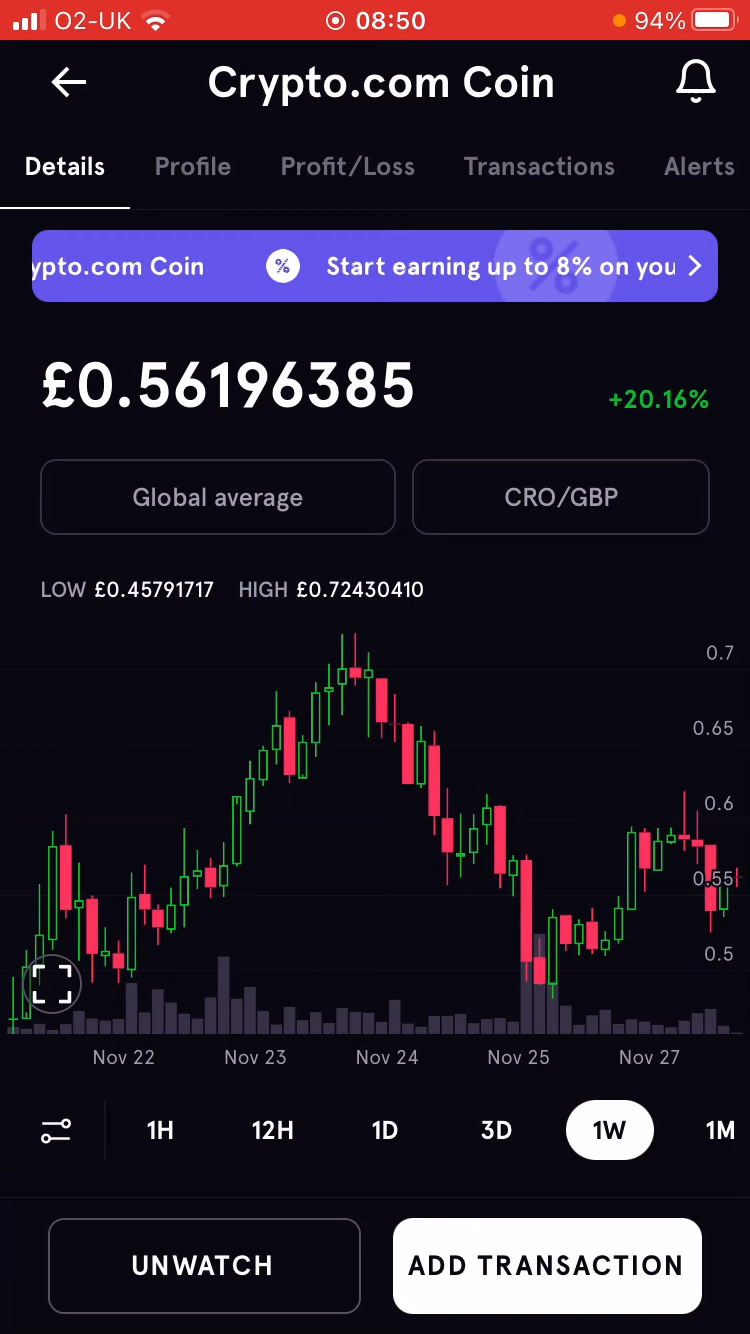 O2-UK 08:50 94%
Crypto.com Coin
Details Profile Profit/Loss Transactions Alerts
ypto.com Coin % Start earning up to 8% on you
£0.56196385 +20.16%
Global average CRO/GBP
LOW £0.45791717 HIGH £0.72430410
0.7
0.65
0.6
0.55
0.5
Nov 22 Nov 23 Nov 24 Nov 25 Nov 27
1H 12H 1D 3D 1W 1M
UNWATCH ADD TRANSACTION